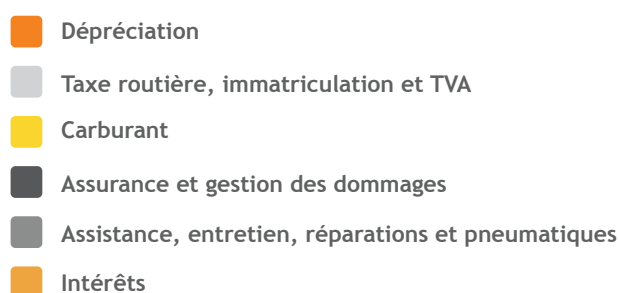 Dépréciation
Taxe routière, immatriculation et TVA
Carburant
Assurance et gestion des dommages
Assistance, entretien, réparations et pneumatiques
Intérêts